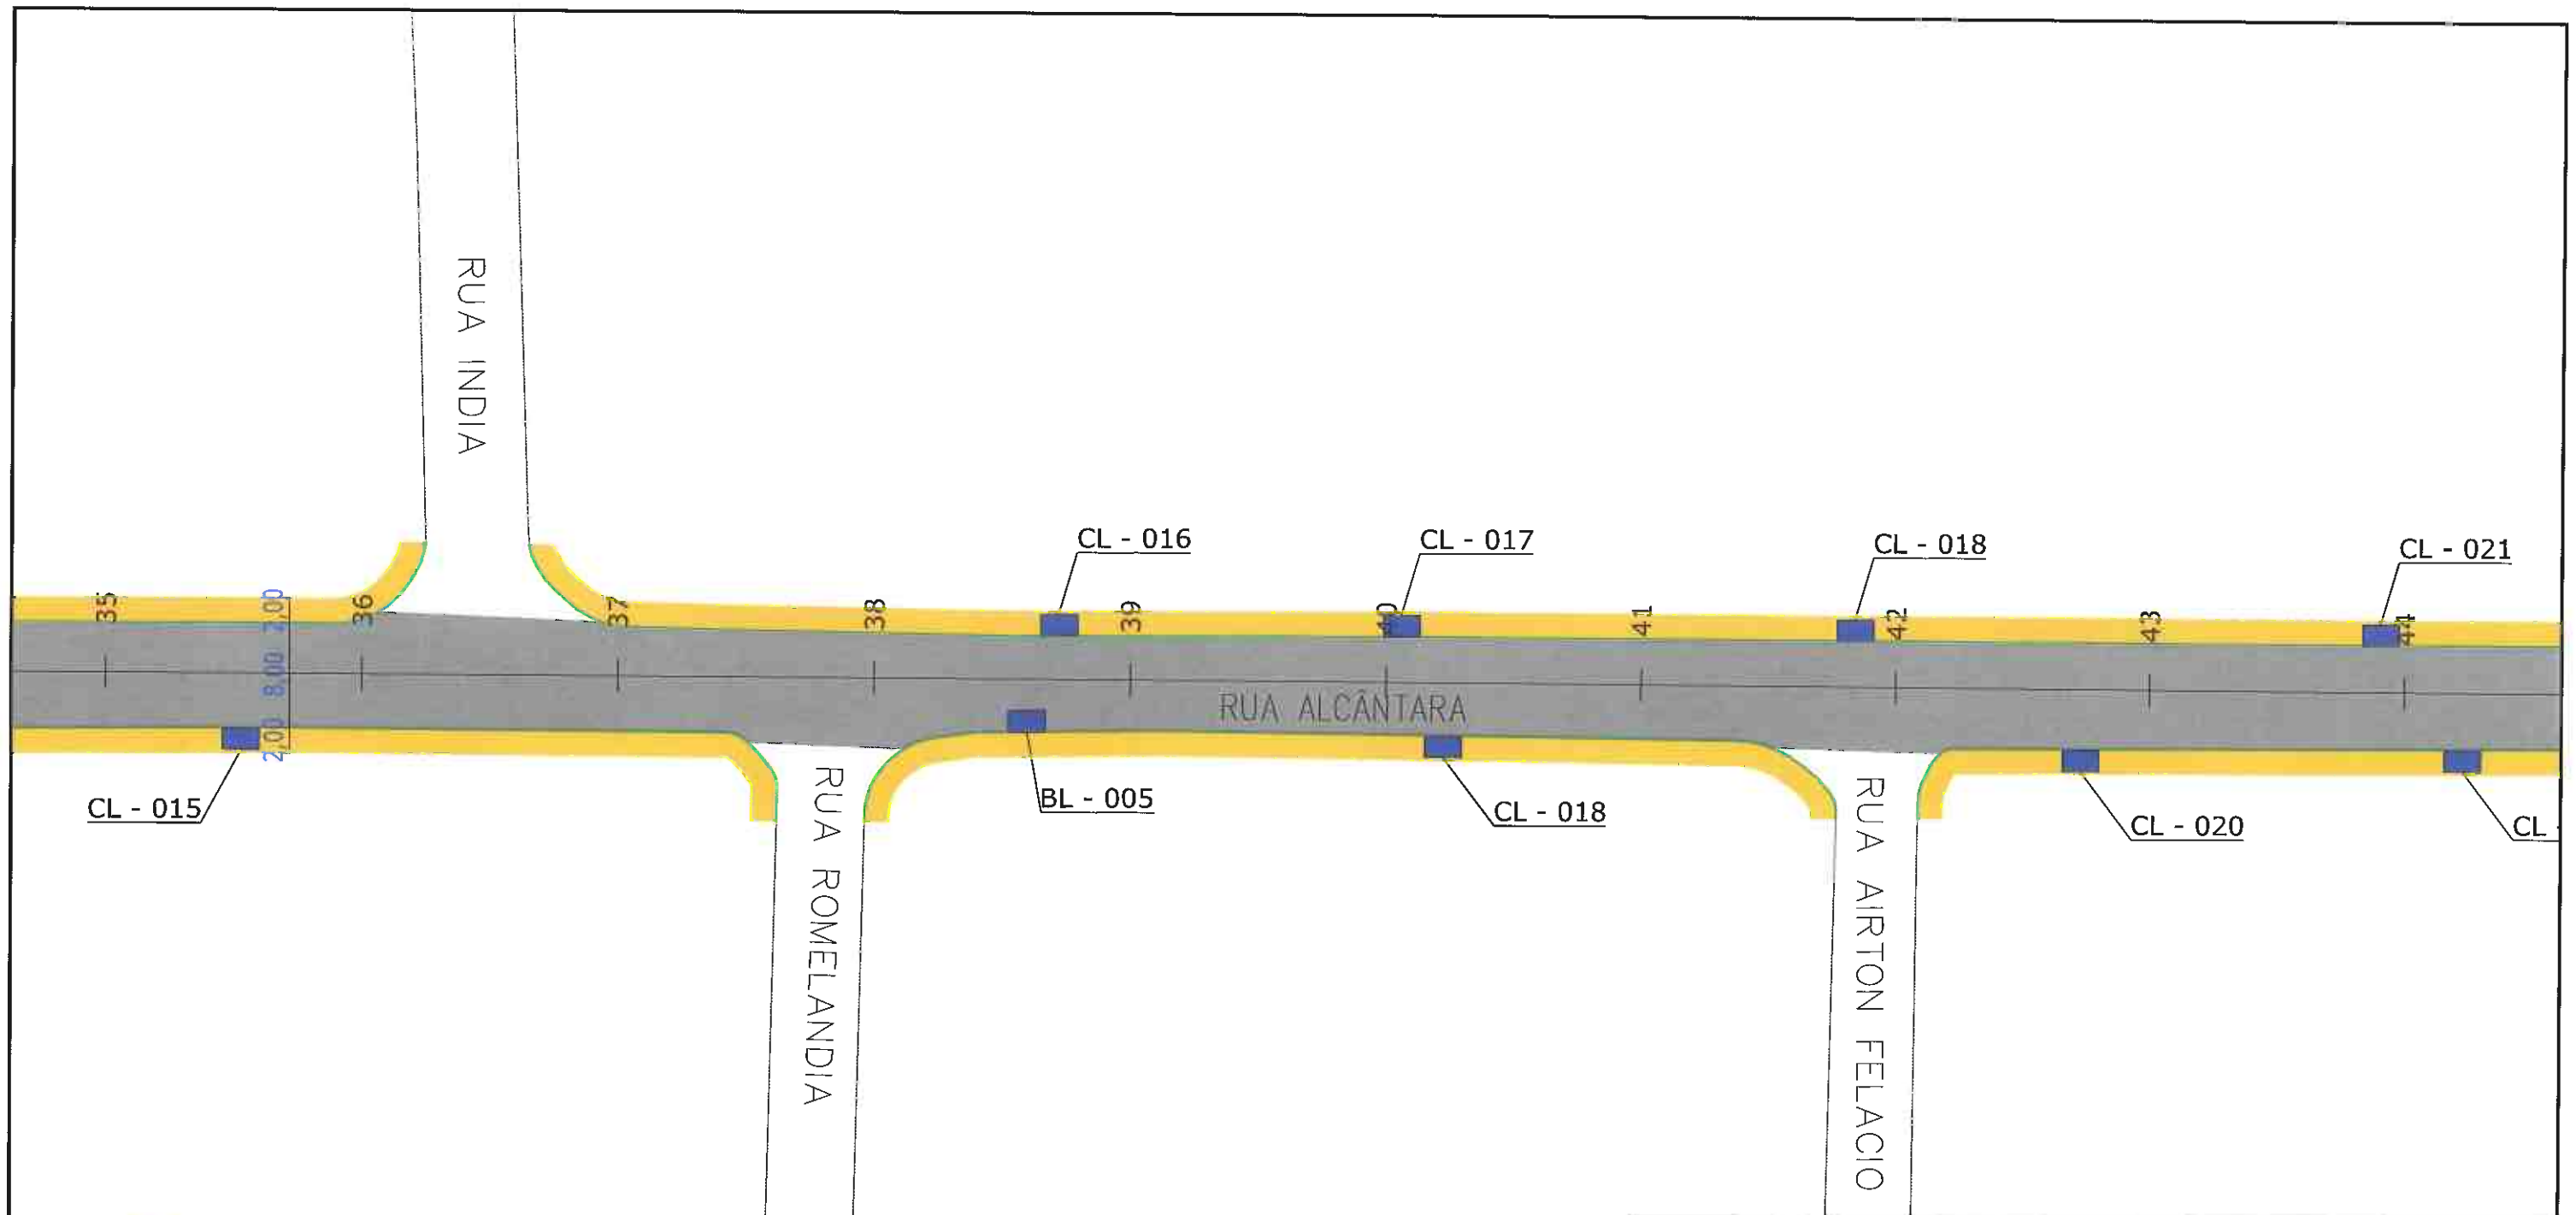 RUA INDIA
CL - 016
CL - 017
CL - 018
CL - 021
35
36
37
38
39
40
41
42
43
44
2,00
8.00
2,00
RUA ALCÂNTARA
CL - 015
BL - 005
CL - 018
CL - 020
CL
RUA ROMELANDIA
RUA AIRTON FELACIO